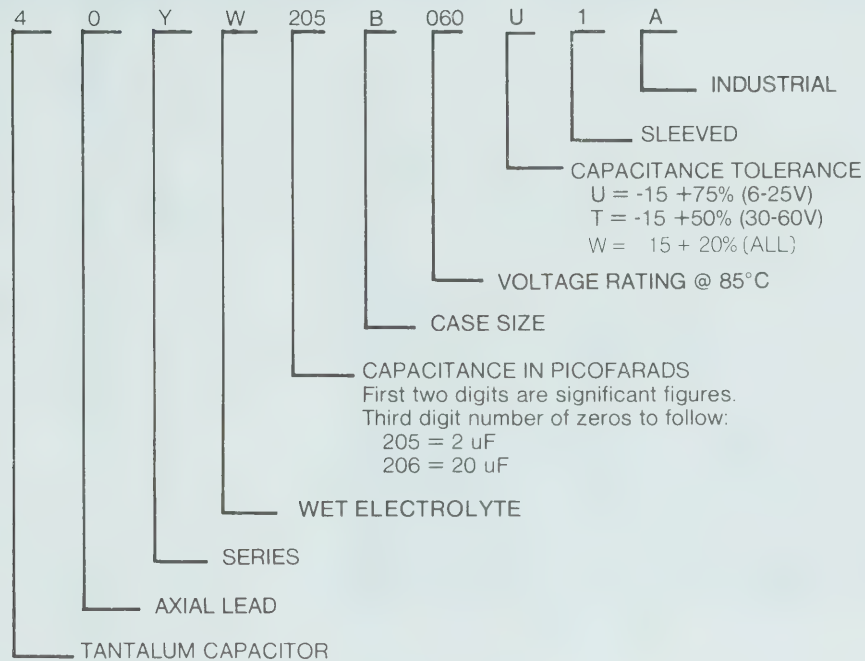 4 0 Y W 205 B 060 U 1 A
INDUSTRIAL
SLEEVED
CAPACITANCE TOLERANCE
U = -15 +75% (6-25V)
T = -15 +50% (30-60V)
W = 15 + 20% (ALL)
VOLTAGE RATING @ 85°C
CASE SIZE
CAPACITANCE IN PICOFARADS
First two digits are significant figures.
Third digit number of zeros to follow:
205 = 2 uF
206 = 20 uF
WET ELECTROLYTE
SERIES
AXIAL LEAD
TANTALUM CAPACITOR